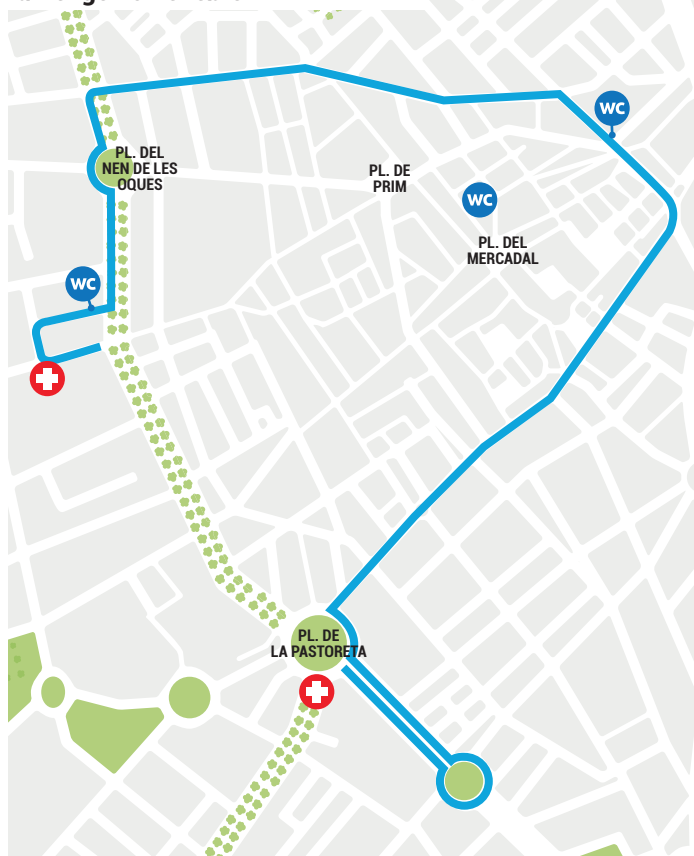 WC
PL. DEL
NEN DE LES
OQUES
PL. DE
PRIM
WC
PL. DEL
MERCADAL
WC
PL. DE
LA PASTORETA